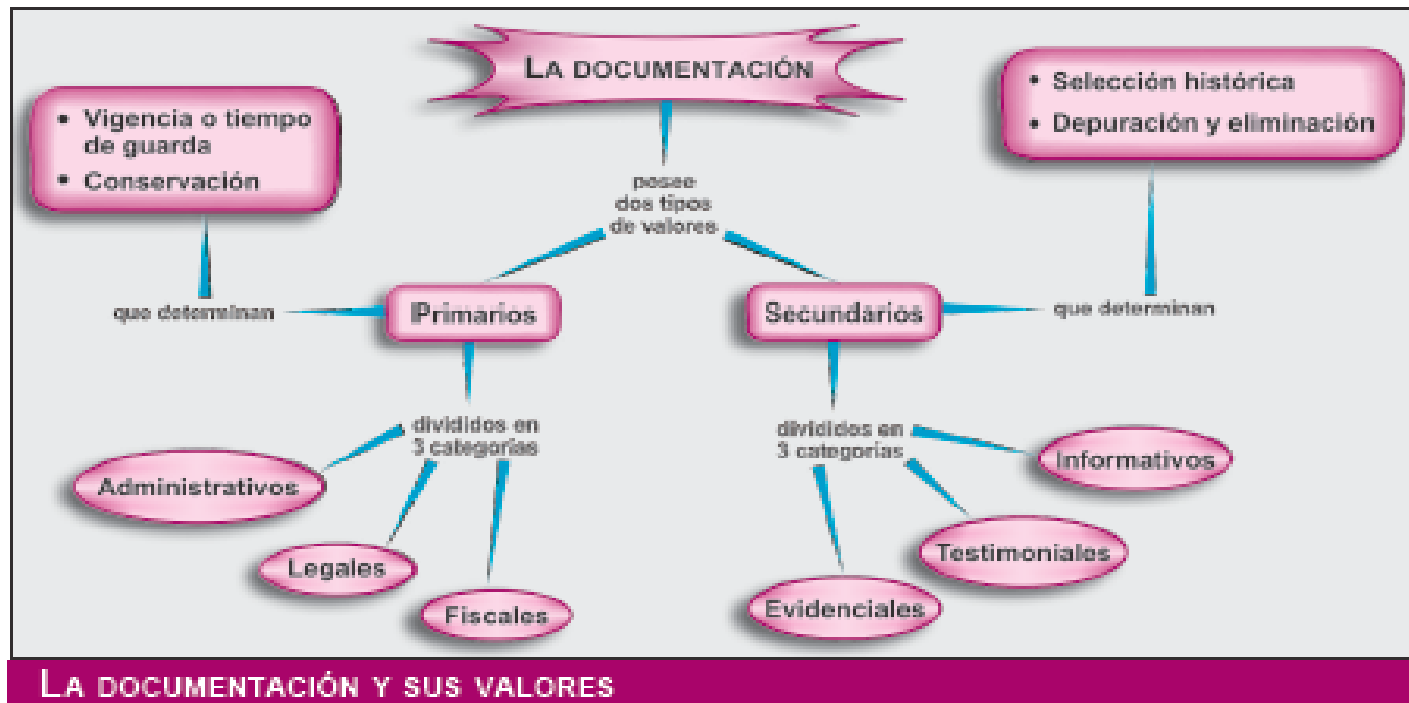 LA DOCUMENTACIÓN
• Vigencia o tiempo
de guarda
• Conservación
• Selección histórica
• Depuración y eliminación
posee
dos tipos
de valores
que determinan
Primarios
Secundarios
que determinan
divididos en
3 categorías
Administrativos
Legales
Fiscales
divididos en
3 categorías
Informativos
Testimoniales
Evidenciales
LA DOCUMENTACIÓN Y SUS VALORES